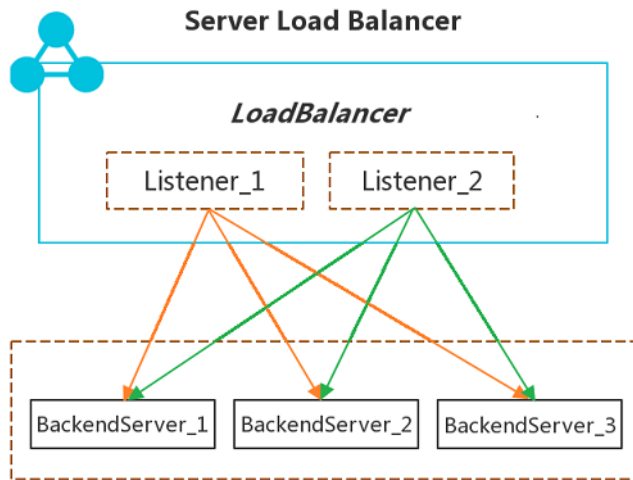 Server Load Balancer
LoadBalancer
Listener_1 Listener_2
BackendServer_1 BackendServer_2 BackendServer_3